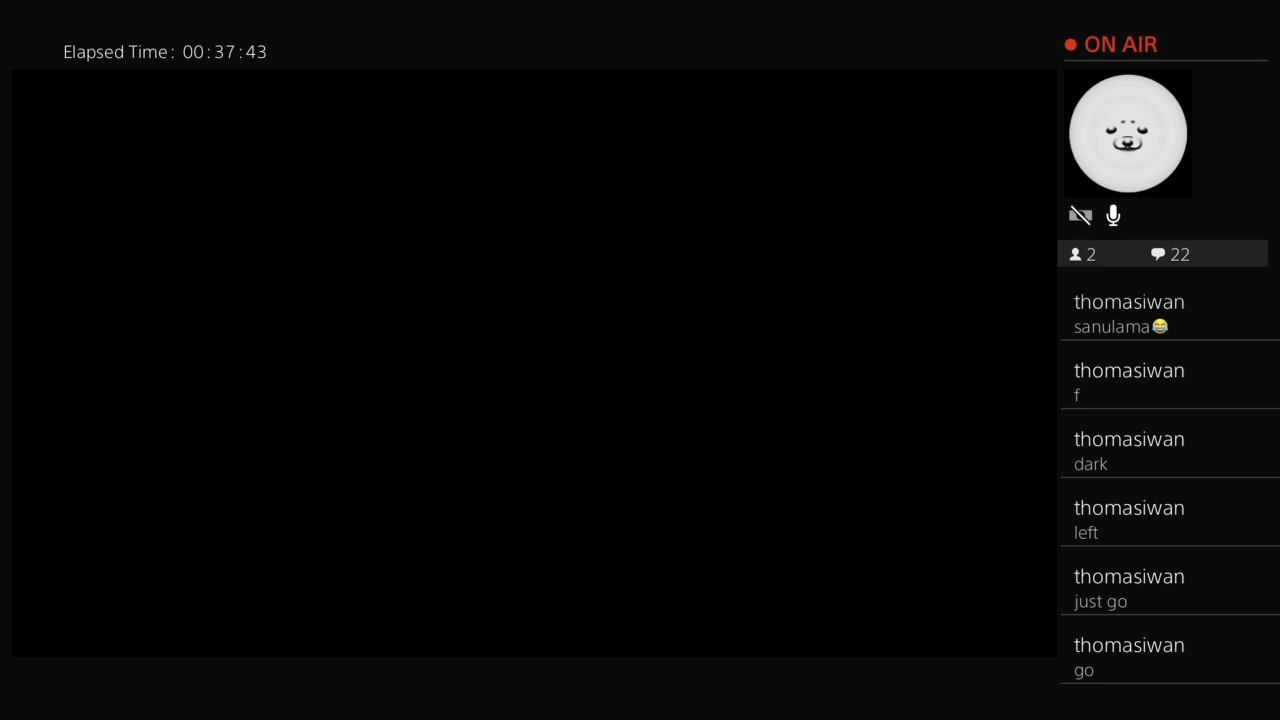 Elapsed Time: 00:37:43
ON AIR
2
22
thomasiwan
sanulama😂
thomasiwan
f
thomasiwan
dark
thomasiwan
left
thomasiwan
just go
thomasiwan
go